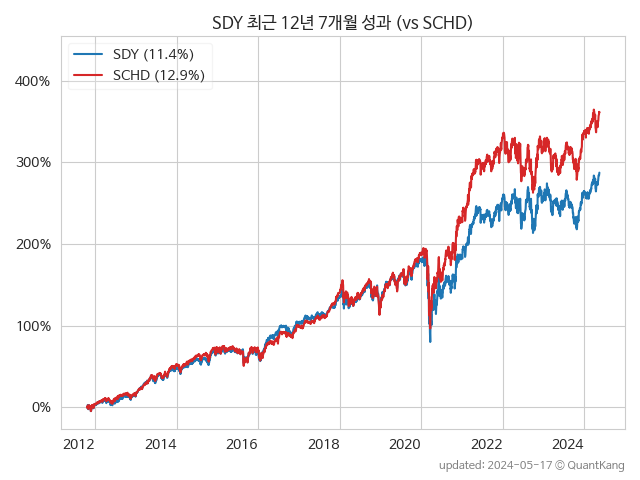 SDY 최근 12년 7개월 성과 (vs SCHD)
SDY (11.4%)
SCHD (12.9%)
400%
300%
200%
100%
0%
2012 2014 2016 2018 2020 2022 2024
updated: 2024-05-17 © QuantKang